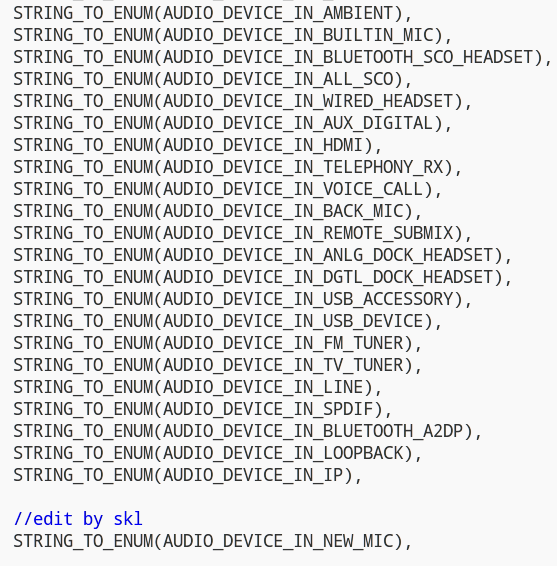 STRING_TO_ENUM(AUDIO_DEVICE_IN_AMBIENT),
STRING_TO_ENUM(AUDIO_DEVICE_IN_BUILTIN_MIC),
STRING_TO_ENUM(AUDIO_DEVICE_IN_BLUETOOTH_SCO_HEADSET),
STRING_TO_ENUM(AUDIO_DEVICE_IN_ALL_SCO),
STRING_TO_ENUM(AUDIO_DEVICE_IN_WIRED_HEADSET),
STRING_TO_ENUM(AUDIO_DEVICE_IN_AUX_DIGITAL),
STRING_TO_ENUM(AUDIO_DEVICE_IN_HDMI),
STRING_TO_ENUM(AUDIO_DEVICE_IN_TELEPHONY_RX),
STRING_TO_ENUM(AUDIO_DEVICE_IN_VOICE_CALL),
STRING_TO_ENUM(AUDIO_DEVICE_IN_BACK_MIC),
STRING_TO_ENUM(AUDIO_DEVICE_IN_REMOTE_SUBMIX),
STRING_TO_ENUM(AUDIO_DEVICE_IN_ANLG_DOCK_HEADSET),
STRING_TO_ENUM(AUDIO_DEVICE_IN_DGTL_DOCK_HEADSET),
STRING_TO_ENUM(AUDIO_DEVICE_IN_USB_ACCESSORY),
STRING_TO_ENUM(AUDIO_DEVICE_IN_USB_DEVICE),
STRING_TO_ENUM(AUDIO_DEVICE_IN_FM_TUNER),
STRING_TO_ENUM(AUDIO_DEVICE_IN_TV_TUNER),
STRING_TO_ENUM(AUDIO_DEVICE_IN_LINE),
STRING_TO_ENUM(AUDIO_DEVICE_IN_SPDIF),
STRING_TO_ENUM(AUDIO_DEVICE_IN_BLUETOOTH_A2DP),
STRING_TO_ENUM(AUDIO_DEVICE_IN_LOOPBACK),
STRING_TO_ENUM(AUDIO_DEVICE_IN_IP),
//edit by skl
STRING_TO_ENUM(AUDIO_DEVICE_IN_NEW_MIC),